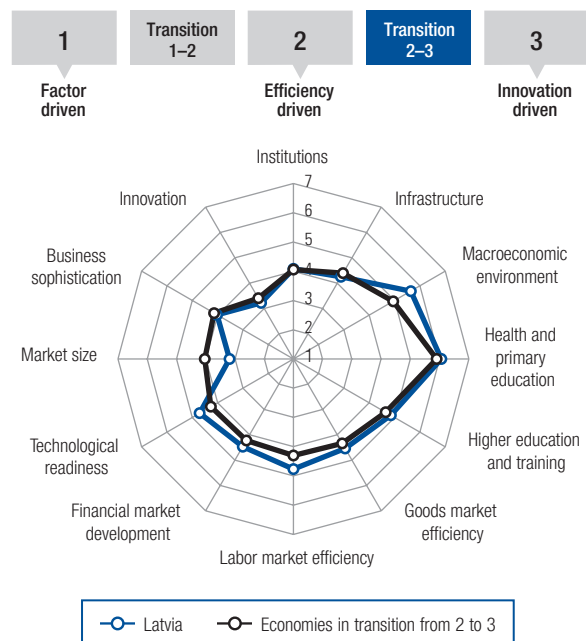 1
Transition
1–2
2
Transition
2–3
3
Factor
driven
Efficiency
driven
Innovation
driven
Institutions
Infrastructure
Macroeconomic
environment
Health and
primary
education
Higher education
and training
Goods market
efficiency
Labor market efficiency
Financial market
development
Technological
readiness
Market size
Business
sophistication
Innovation
7
6
5
4
3
2
1
Latvia
Economies in transition from 2 to 3